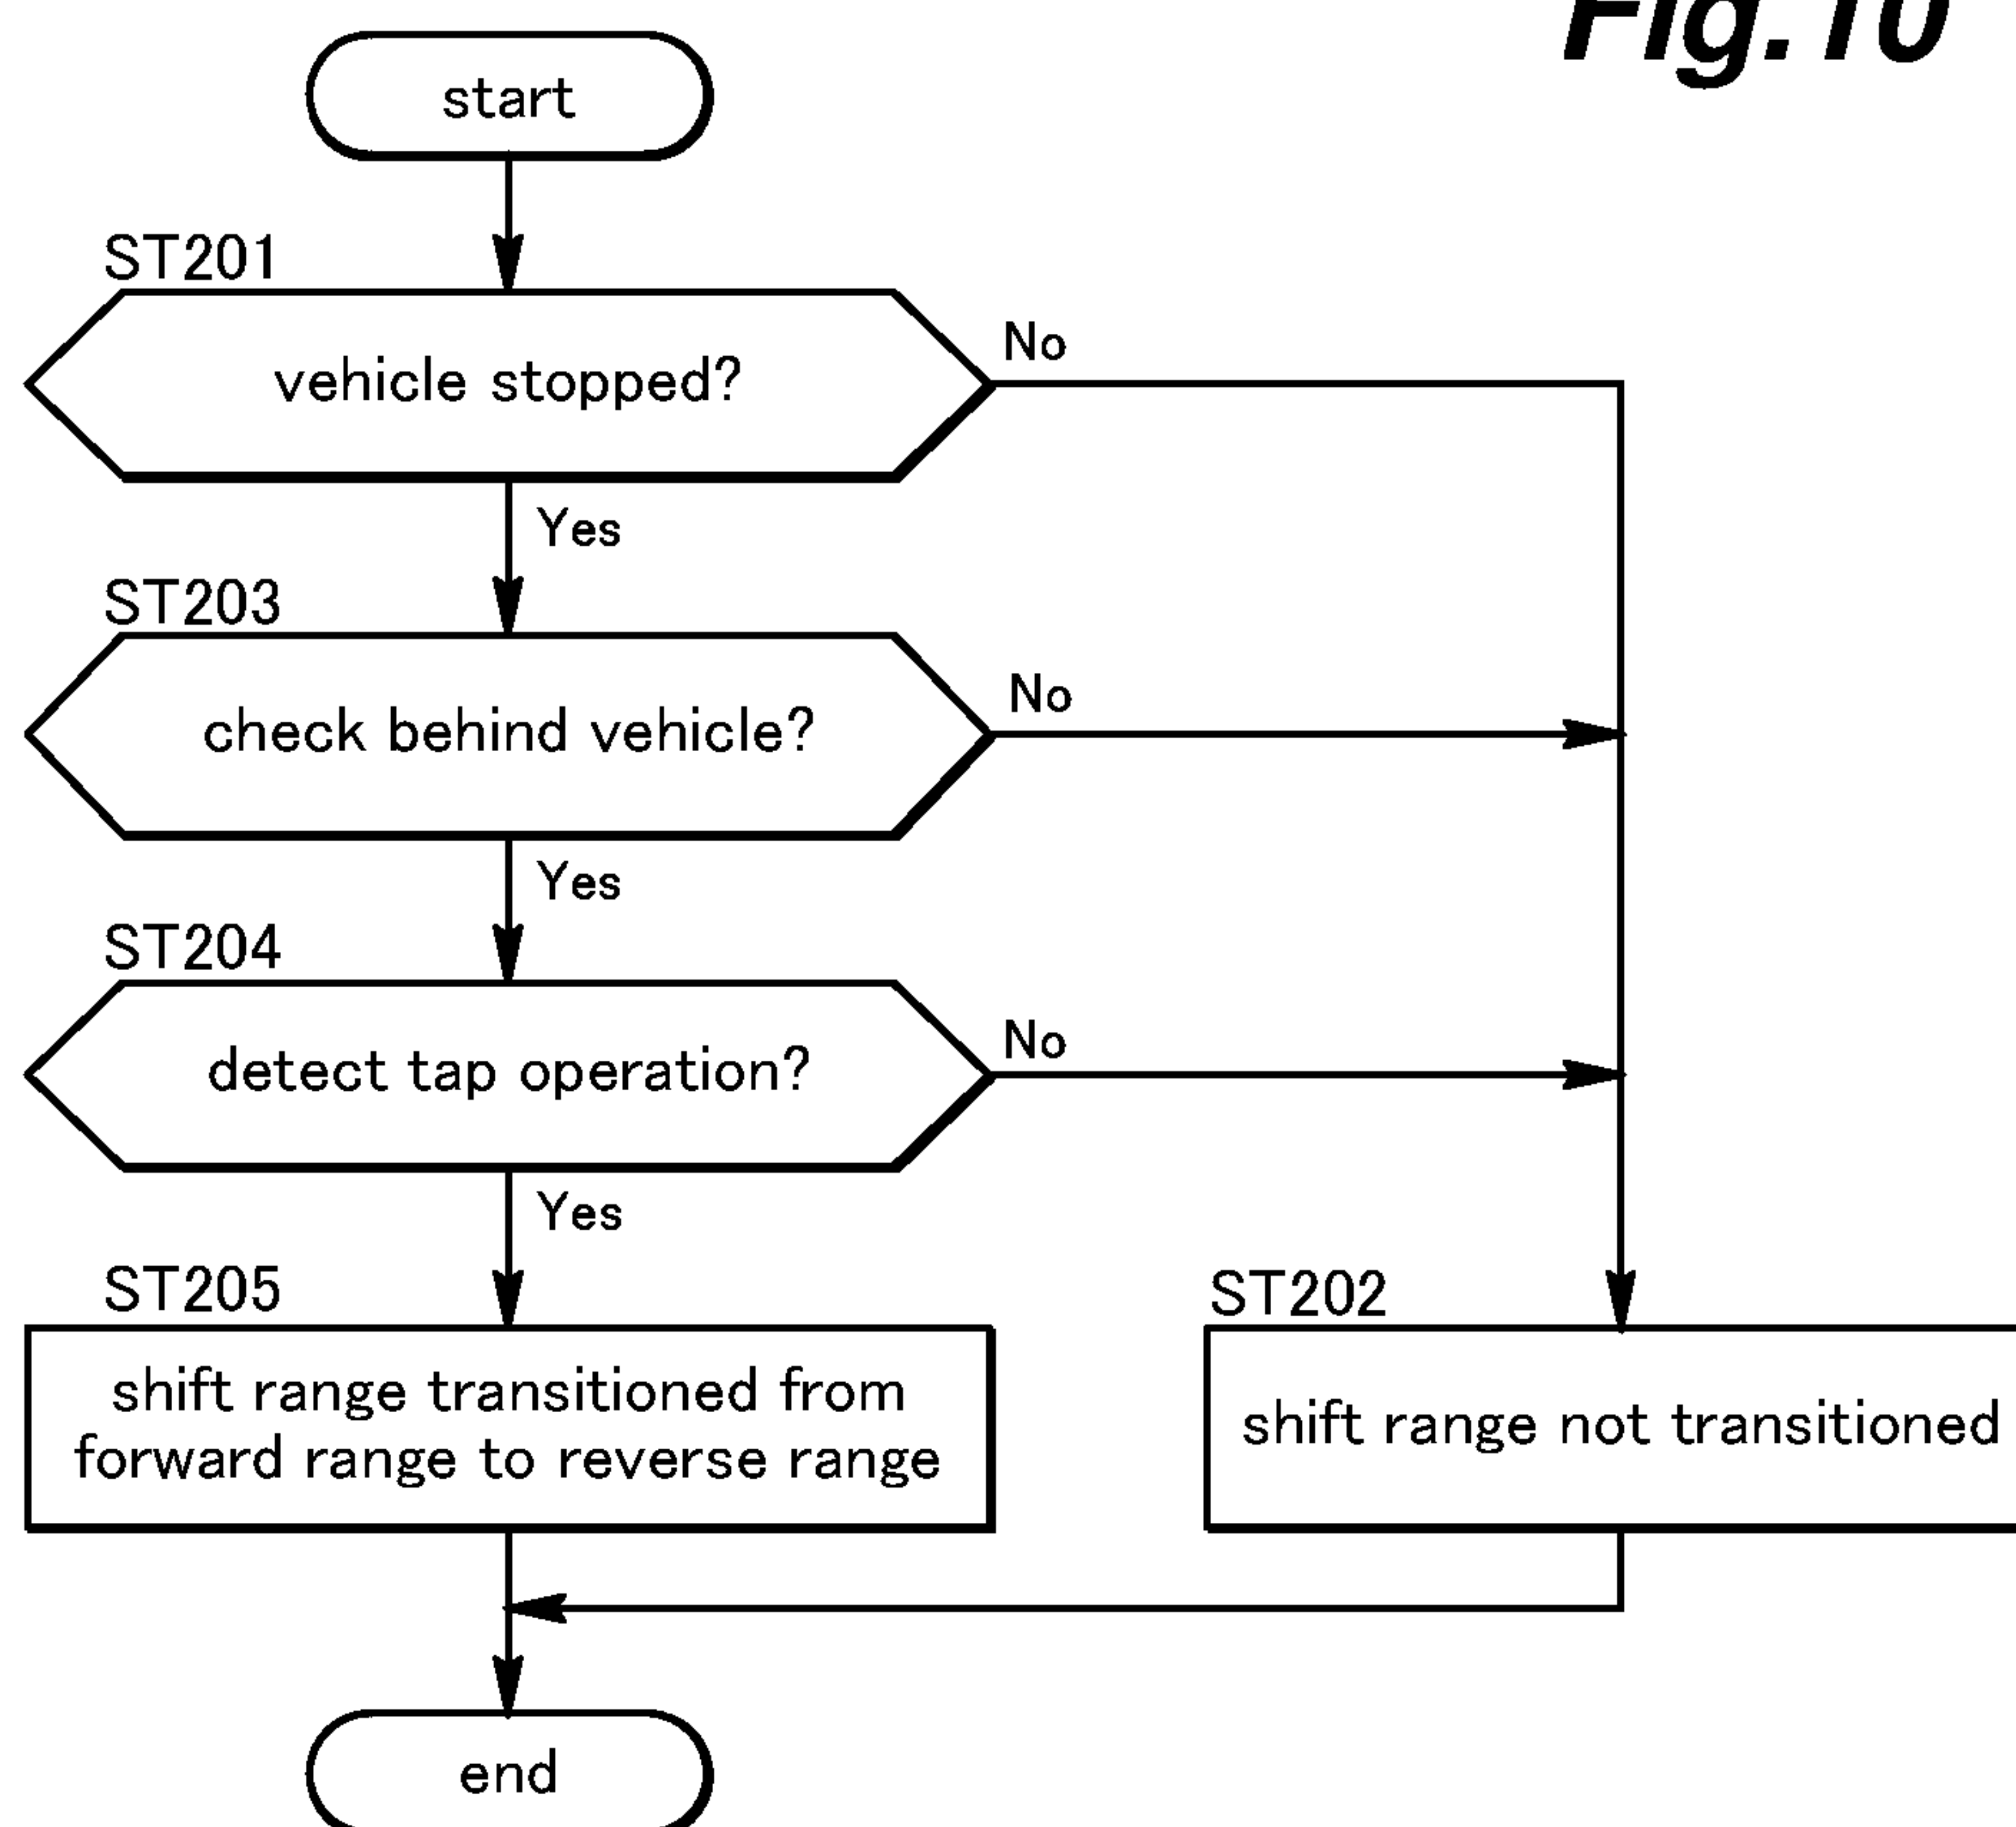 Fig.10
start
ST201
vehicle stopped?
No
Yes
ST203
check behind vehicle?
No
Yes
ST204
detect tap operation?
No
Yes
ST205
shift range transitioned from
forward range to reverse range
ST202
shift range not transitioned
end